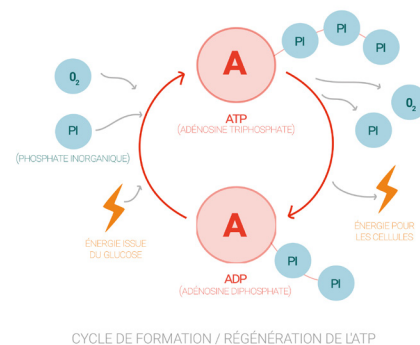 PI
PI
PI
A
O₂
O₂
PI
PI
ATP
(ADÉNOSINE TRIPHOSPHATE)
(PHOSPHATE INORGANIQUE)
A
ÉNERGIE ISSUE
DU GLUCOSE
ÉNERGIE POUR
LES CELLULES
PI
PI
ADP
(ADÉNOSINE DIPHOSPHATE)
CYCLE DE FORMATION / RÉGÉNÉRATION DE L'ATP